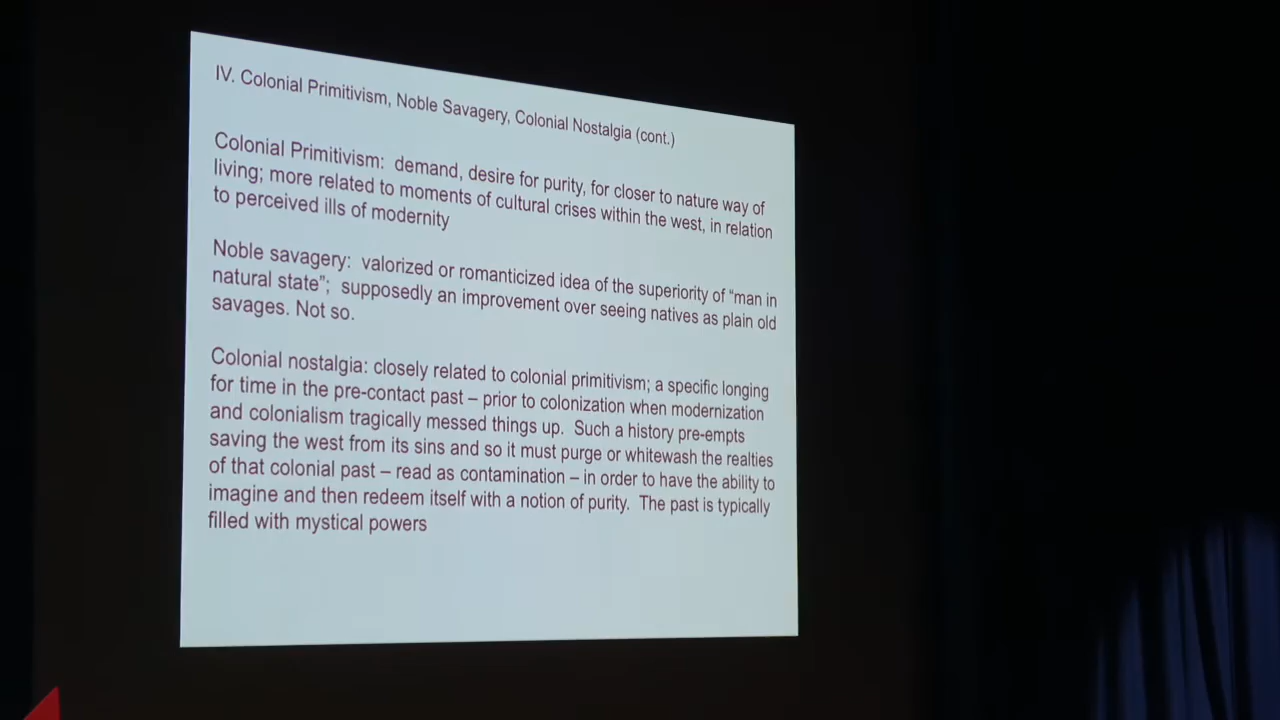 IV. Colonial Primitivism, Noble Savagery, Colonial Nostalgia (cont.)
Colonial Primitivism:  demand, desire for purity, for closer to nature way of
living; more related to moments of cultural crises within the west, in relation
to perceived ills of modernity
Noble savagery:  valorized or romanticized idea of the superiority of “man in
natural state”;  supposedly an improvement over seeing natives as plain old
savages. Not so.
Colonial nostalgia: closely related to colonial primitivism; a specific longing
for time in the pre-contact past – prior to colonization when modernization
and colonialism tragically messed things up.  Such a history pre-empts
saving the west from its sins and so it must purge or whitewash the realties
of that colonial past – read as contamination – in order to have the ability to
imagine and then redeem itself with a notion of purity.  The past is typically
filled with mystical powers